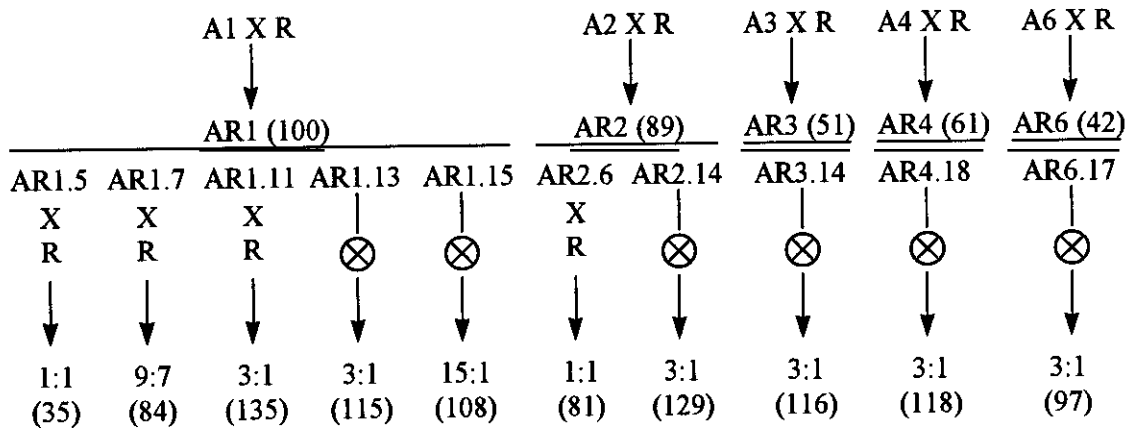 A1 X R A2 X R A3 X R A4 X R A6 X R
AR1 (100) AR2 (89) AR3 (51) AR4 (61) AR6 (42)
AR1.5 AR1.7 AR1.11 AR1.13 AR1.15 AR2.6 AR2.14 AR3.14 AR4.18 AR6.17
X X X X
R R R R
1:1 9:7 3:1 3:1 15:1 1:1 3:1 3:1 3:1 3:1
(35) (84) (135) (115) (108) (81) (129) (116) (118) (97)